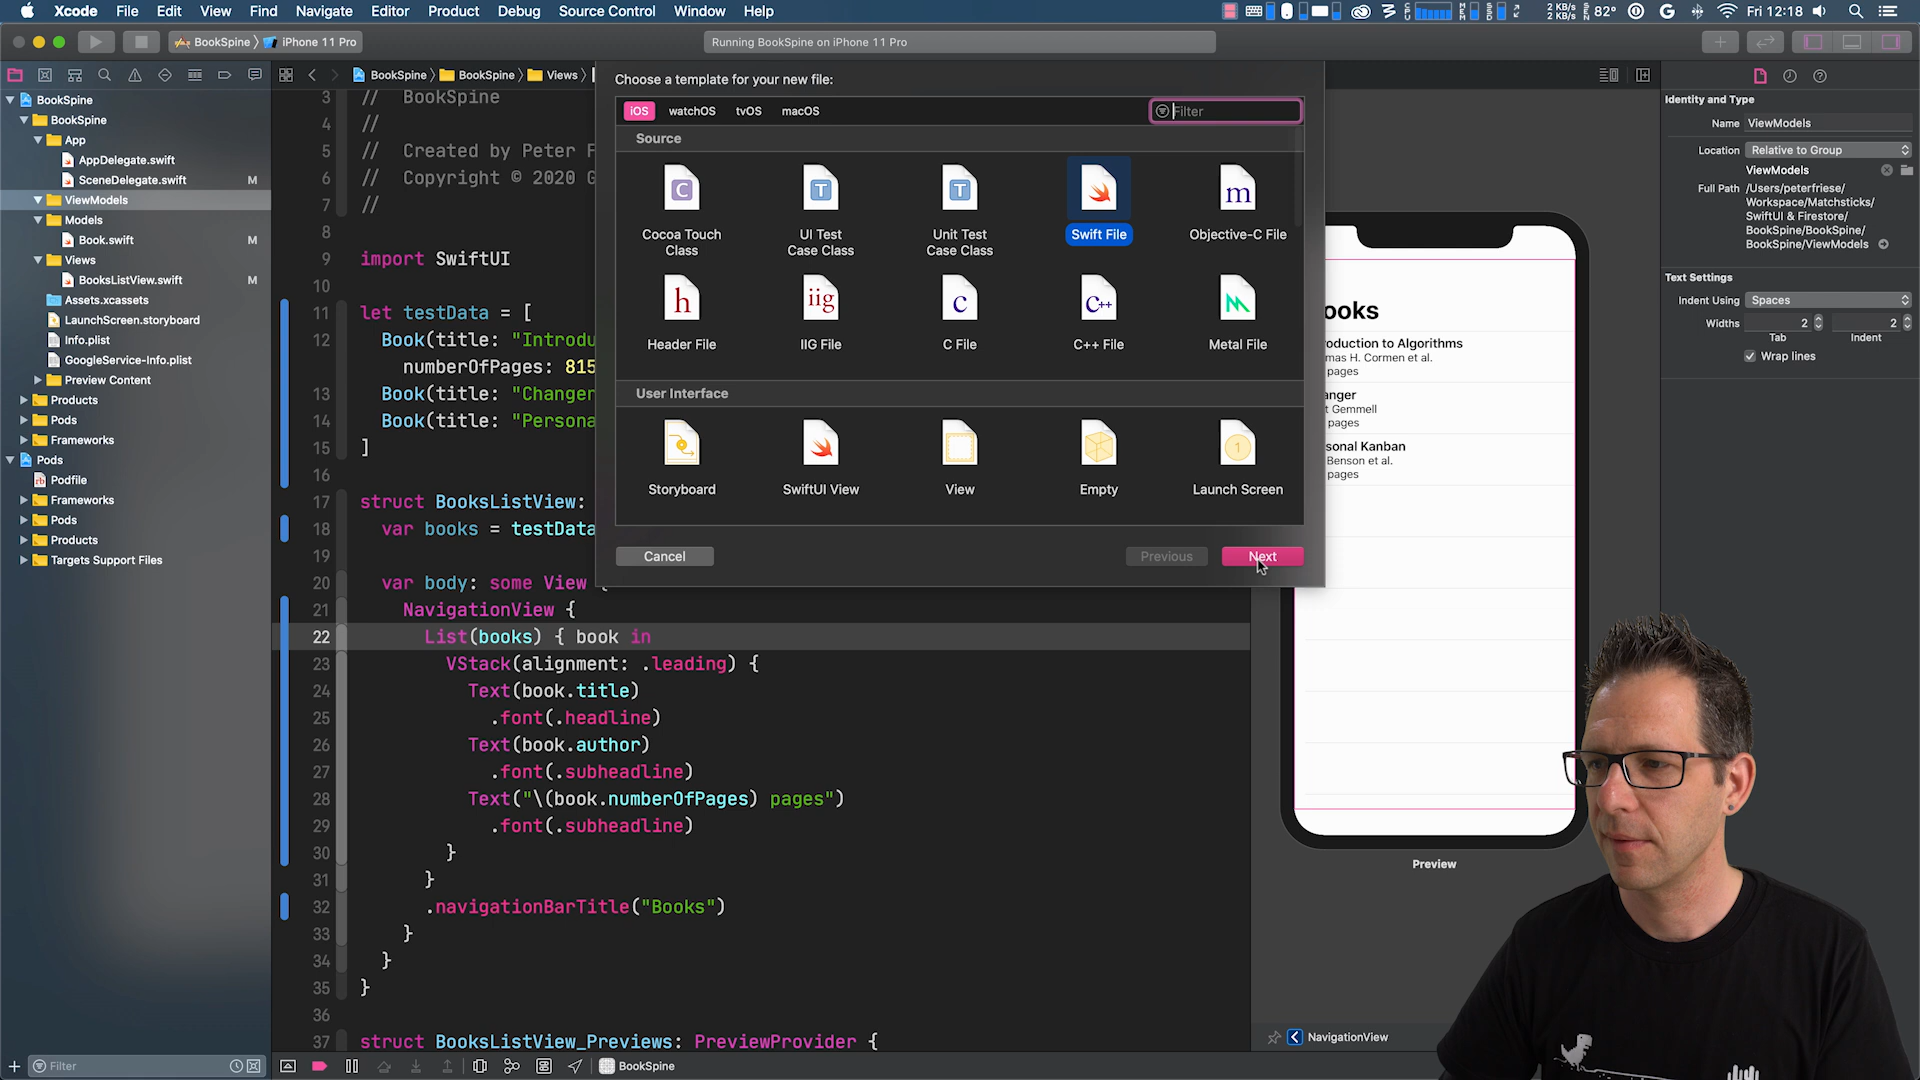 Xcode File Edit View Find Navigate Editor Product Debug Source Control Window Help
2 KB/s 2 KB/s 82° Fri 12:18
BookSpine iPhone 11 Pro
Running BookSpine on iPhone 11 Pro
BookSpine
BookSpine
App
AppDelegate.swift
SceneDelegate.swift M
ViewModels
Models
Book.swift M
Views
BooksListView.swift M
Assets.xcassets
LaunchScreen.storyboard
Info.plist
GoogleService-Info.plist
Preview Content
Products
Pods
Frameworks
Pods
Podfile
Frameworks
Pods
Products
Targets Support Files
Filter
BookSpine BookSpine Views
3 // BookSpine
4 //
5 // Created by Peter F
6 // Copyright © 2020 G
7 //
8
9 import SwiftUI
10
11 let testData = [
12 Book(title: "Introdu
numberOfPages: 815
13 Book(title: "Changer
14 Book(title: "Persona
15 ]
16
17 struct BooksListView:
18 var books = testData
19
20 var body: some View {
21 NavigationView {
22 List(books) { book in
23 VStack(alignment: .leading) {
24 Text(book.title)
25 .font(.headline)
26 Text(book.author)
27 .font(.subheadline)
28 Text("\(book.numberOfPages) pages")
29 .font(.subheadline)
30 }
31 }
32 .navigationBarTitle("Books")
33 }
34 }
35 }
36
37 struct BooksListView_Previews: PreviewProvider {
BookSpine
Choose a template for your new file:
iOS watchOS tvOS macOS
Filter
Source
Cocoa Touch Class
UI Test Case Class
Unit Test Case Class
Swift File
Objective-C File
Header File
IIG File
C File
C++ File
Metal File
User Interface
Storyboard
SwiftUI View
View
Empty
Launch Screen
Cancel Previous Next
ooks
roduction to Algorithms
mas H. Cormen et al.
pages
anger
t Gemmell
pages
sonal Kanban
Benson et al.
pages
Preview
NavigationView
Identity and Type
Name ViewModels
Location Relative to Group
ViewModels
Full Path /Users/peterfriese/
Workspace/Matchsticks/
SwiftUI & Firestore/
BookSpine/BookSpine/
BookSpine/ViewModels
Text Settings
Indent Using Spaces
Widths 2 2
Tab Indent
Wrap lines